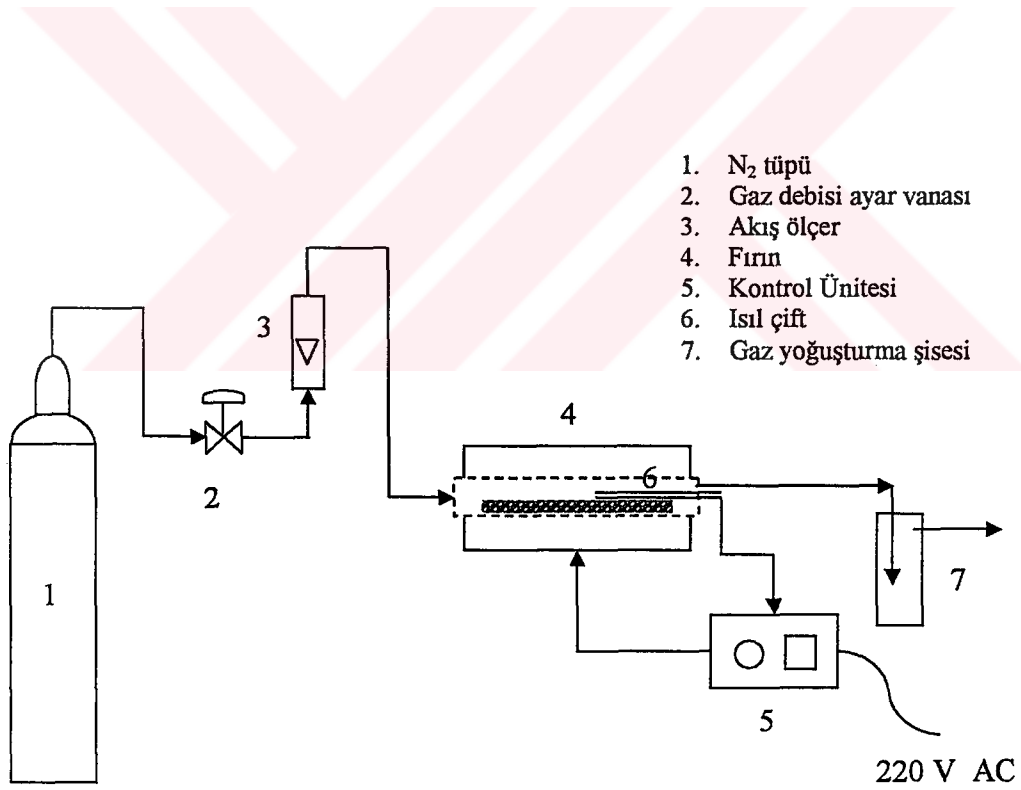 1. N₂ tüpü
2. Gaz debisi ayar vanası
3. Akış ölçer
4. Fırın
5. Kontrol Ünitesi
6. Isıl çift
7. Gaz yoğuşturma şisesi
3
4
6
2
1
7
5
220 V AC